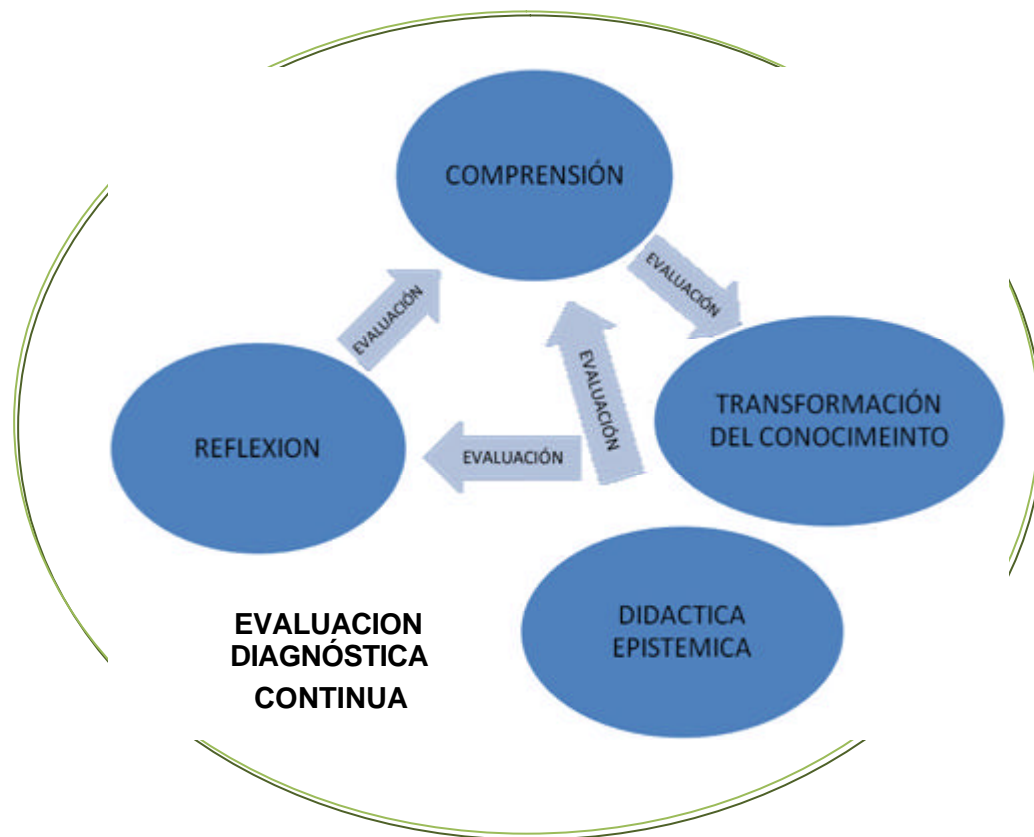 COMPRENSIÓN
EVALUACIÓN
EVALUACIÓN
EVALUACIÓN
TRANSFORMACIÓN
DEL CONOCIMEINTO
REFLEXION
EVALUACIÓN
DIDACTICA
EPISTEMICA
EVALUACION
DIAGNÓSTICA
CONTINUA